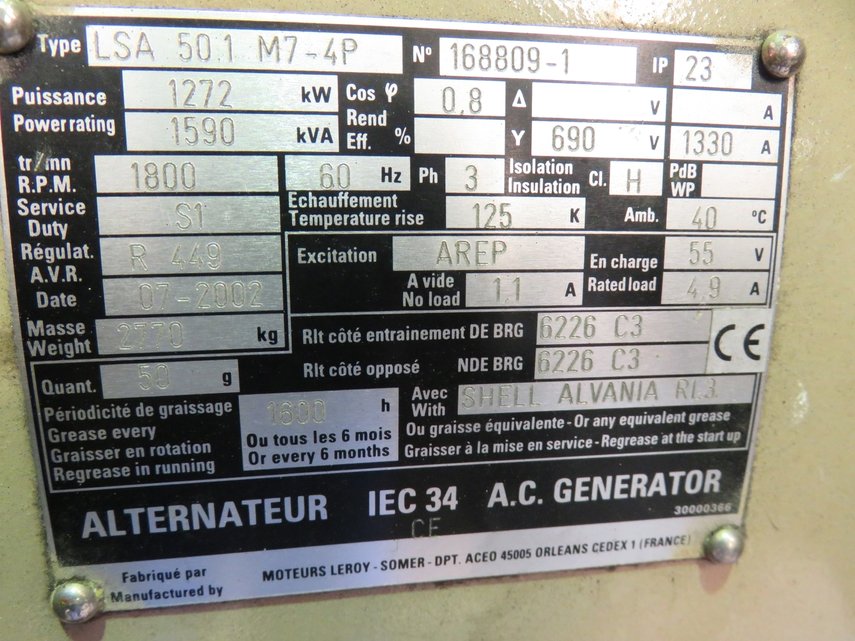 Type LSA 50.1 M7-4P N° 168809-1 IP 23
Puissance 1272 kW Cos φ 0,8 Δ V A
Power rating 1590 kVA Rend Eff. % Y 690 V 1330 A
tr/mn R.P.M. 1800 60 Hz Ph 3 Isolation Insulation Cl. H PdB WP
Service Duty S1 Echauffement Temperature rise 125 K Amb. 40 °C
Régulat. A.V.R. R 449 Excitation AREP En charge Rated load 55 V
Date 07-2002 A vide No load 1,1 A 4,9 A
Masse Weight 2770 kg Rlt côté entrainement DE BRG 6226 C3 CE
Rlt côté opposé NDE BRG 6226 C3
Quant. 50 g Avec With SHELL ALVANIA RL3
Périodicité de graissage 1600 h Ou graisse équivalente - Or any equivalent grease
Grease every Ou tous les 6 mois Graisser à la mise en service - Regrease at the start up
Graisser en rotation Or every 6 months
Regrease in running
ALTERNATEUR IEC 34 A.C. GENERATOR
30000366
CE
Fabriqué par MOTEURS LEROY - SOMER - DPT. ACEO 45005 ORLEANS CEDEX 1 (FRANCE)
Manufactured by